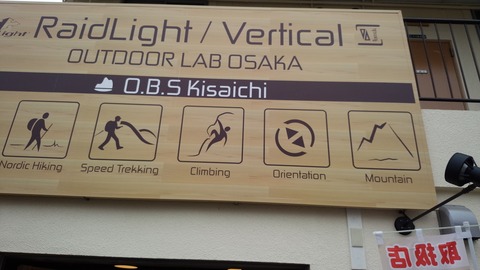 RaidLight / Vertical
OUTDOOR LAB OSAKA
O.B.S Kisaichi
Nordic Hiking Speed Trekking Climbing Orientation Mountain
取扱店